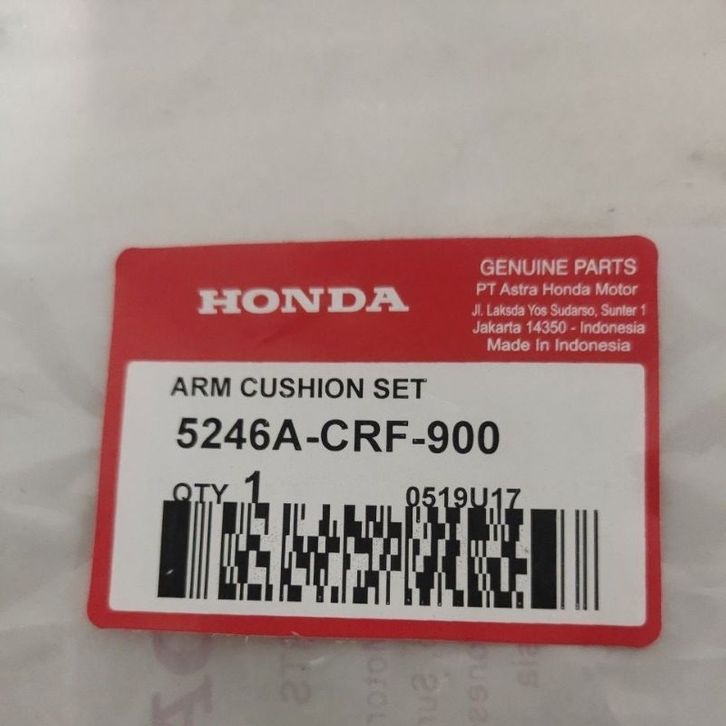 HONDA
GENUINE PARTS
PT Astra Honda Motor
Jl. Laksda Yos Sudarso, Sunter 1
Jakarta 14350 - Indonesia
Made In Indonesia
ARM CUSHION SET
5246A-CRF-900
QTY 1 0519U17